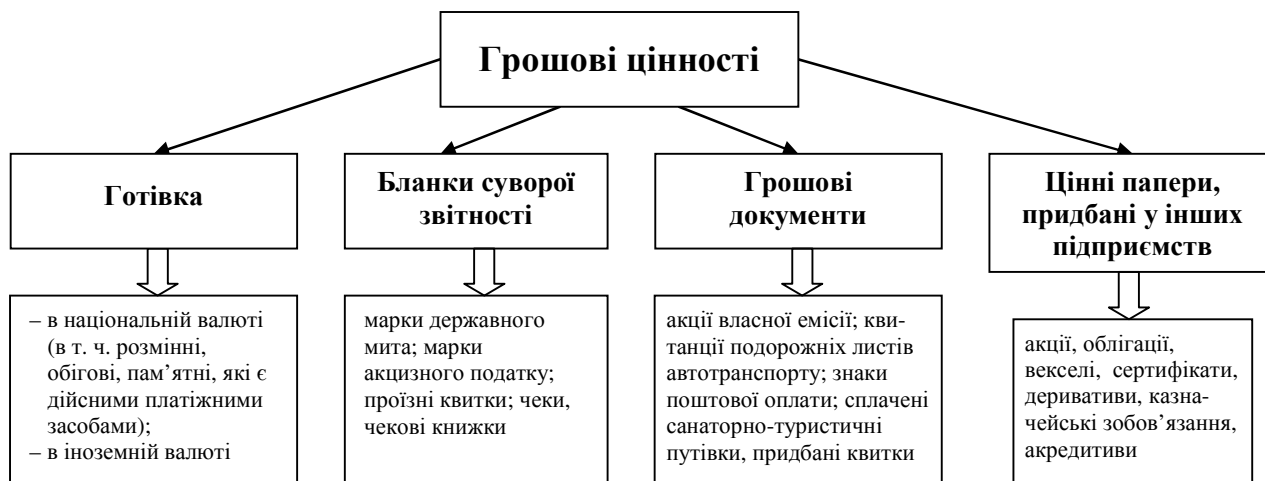 Грошові цінності
Готівка
Бланки суворої
звітності
Грошові
документи
Цінні папери,
придбані у інших
підприємств
– в національній валюті
(в т. ч. розмінні,
обігові, пам’ятні, які є
дійсними платіжними
засобами);
– в іноземній валюті
марки державного
мита; марки
акцизного податку;
проїзні квитки; чеки,
чекові книжки
акції власної емісії; кви-
танції подорожніх листів
автотранспорту; знаки
поштової оплати; сплачені
санаторно-туристичні
путівки, придбані квитки
акції, облігації,
векселі, сертифікати,
деривативи, казна-
чейські зобов’язання,
акредитиви